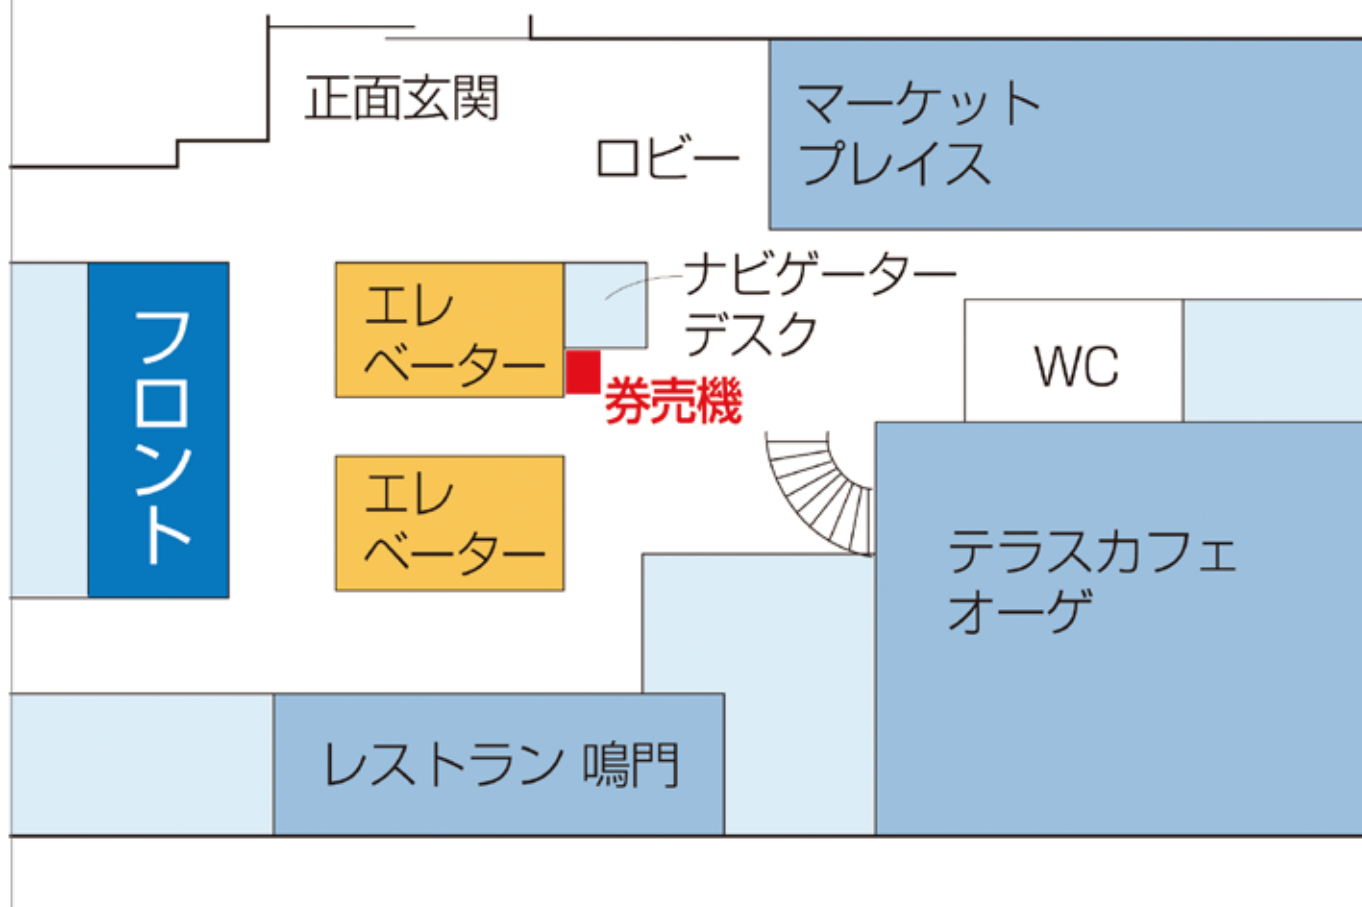 正面玄関
ロビー
マーケット
プレイス
ナビゲーター
デスク
エレ
ベーター
券売機
WC
フロント
エレ
ベーター
テラスカフェ
オーゲ
レストラン 鳴門